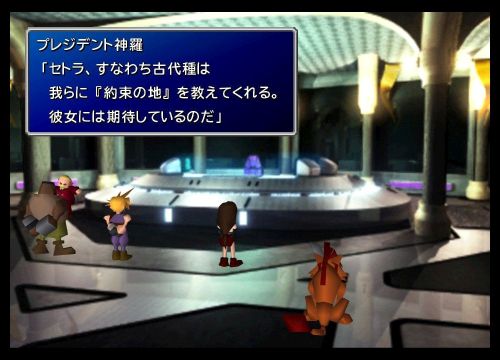 プレジデント神羅
「セトラ、すなわち古代種は
我らに『約束の地』を教えてくれる。
彼女には期待しているのだ」